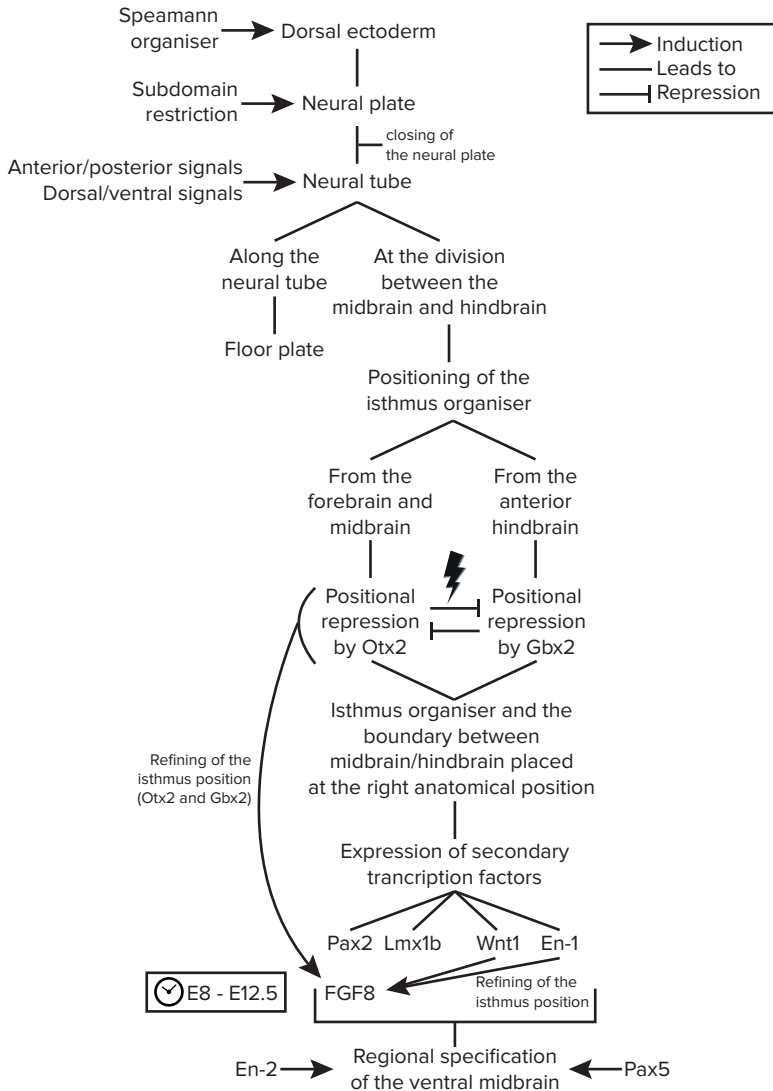 Speamann
organiser
Dorsal ectoderm
Induction
Leads to
Repression
Subdomain
restriction
Neural plate
closing of
the neural plate
Anterior/posterior signals
Dorsal/ventral signals
Neural tube
Along the
neural tube
At the division
between the
midbrain and hindbrain
Floor plate
Positioning of the
isthmus organiser
From the
forebrain and
midbrain
From the
anterior
hindbrain
Positional
repression
by Otx2
Positional
repression
by Gbx2
Isthmus organiser and the
boundary between
midbrain/hindbrain placed
at the right anatomical position
Refining of the
isthmus position
(Otx2 and Gbx2)
Expression of secondary
trancription factors
Pax2 Lmx1b Wnt1 En-1
E8 - E12.5
FGF8
Refining of the
isthmus position
En-2
Regional specification
of the ventral midbrain
Pax5